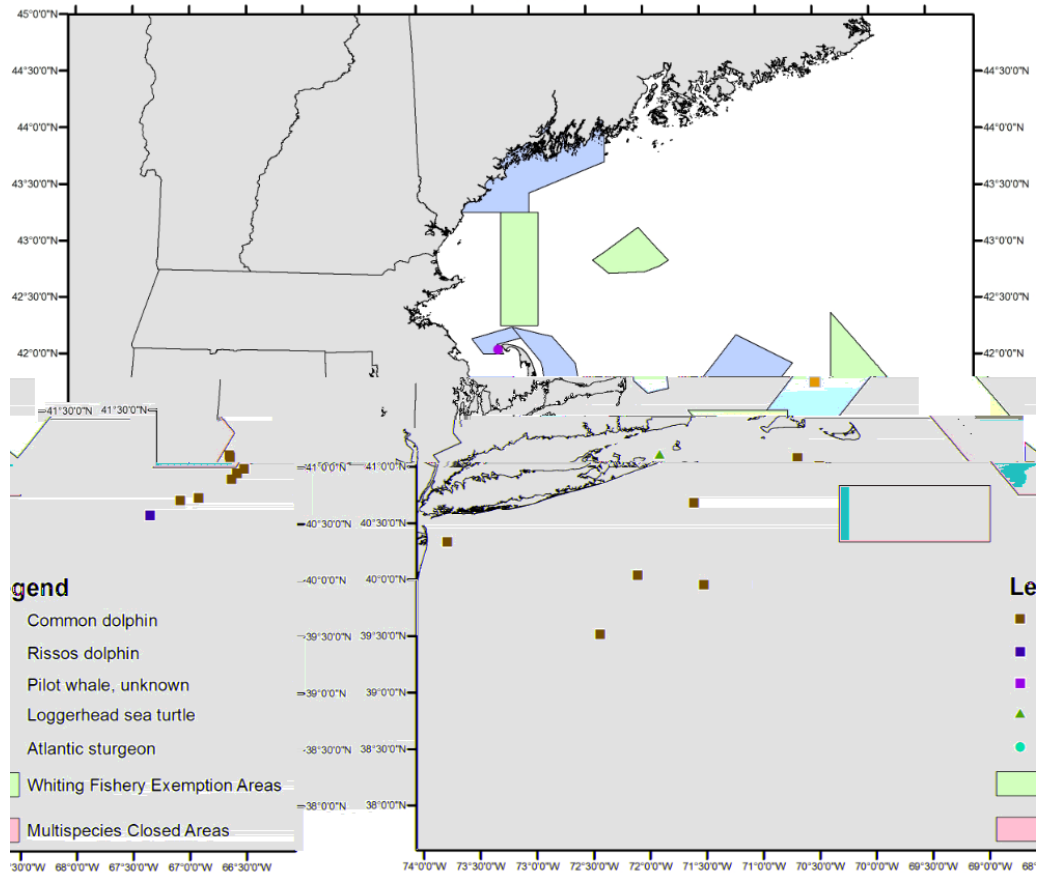 45°0'0"N
44°30'0"N 44°30'0"N
44°0'0"N 44°0'0"N
43°30'0"N 43°30'0"N
43°0'0"N 43°0'0"N
42°30'0"N 42°30'0"N
42°0'0"N 42°0'0"N
41°30'0"N 41°30'0"N
41°0'0"N 41°0'0"N
40°30'0"N 40°30'0"N
40°0'0"N 40°0'0"N
gend Le
Common dolphin
39°30'0"N 39°30'0"N
Rissos dolphin
Pilot whale, unknown
39°0'0"N 39°0'0"N
Loggerhead sea turtle
Atlantic sturgeon
38°30'0"N 38°30'0"N
Whiting Fishery Exemption Areas
38°0'0"N 38°0'0"N
Multispecies Closed Areas
30'0"W 68°0'0"W 67°30'0"W 67°0'0"W 66°30'0"W 74°0'0"W 73°30'0"W 73°0'0"W 72°30'0"W 72°0'0"W 71°30'0"W 71°0'0"W 70°30'0"W 70°0'0"W 69°30'0"W 69°0'0"W 68°